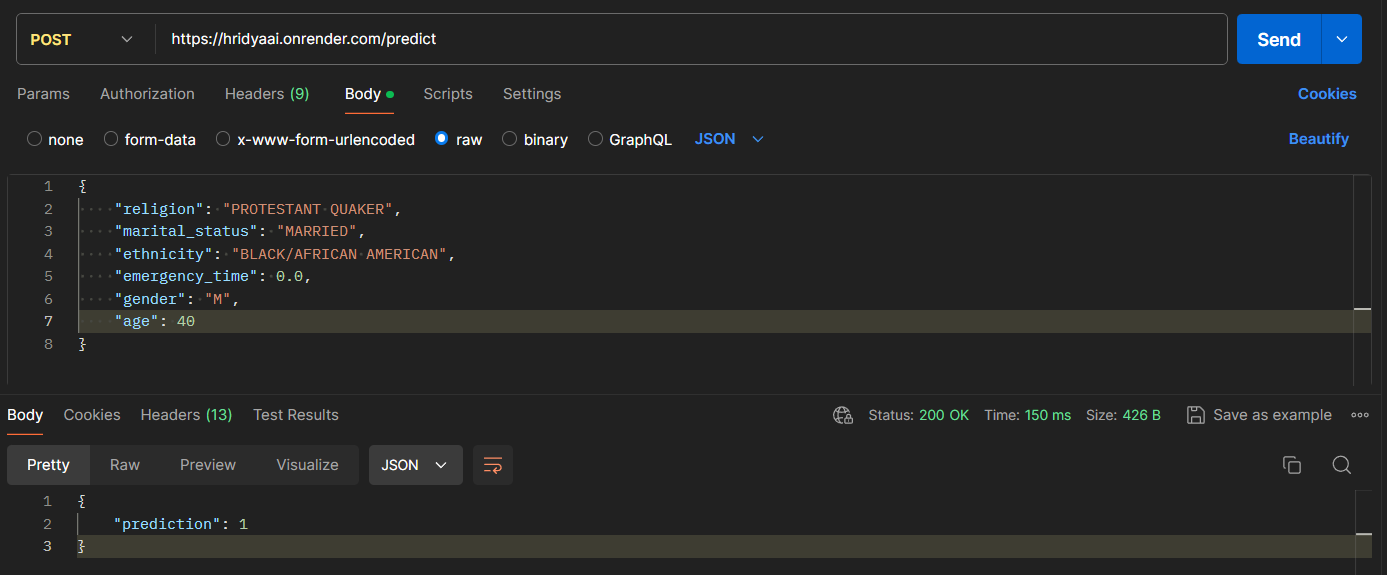 POST https://hridyaai.onrender.com/predict Send
Params Authorization Headers (9) Body Scripts Settings Cookies
none form-data x-www-form-urlencoded raw binary GraphQL JSON Beautify
1 {
2 "religion": "PROTESTANT QUAKER",
3 "marital_status": "MARRIED",
4 "ethnicity": "BLACK/AFRICAN AMERICAN",
5 "emergency_time": 0.0,
6 "gender": "M",
7 "age": 40
8 }
Body Cookies Headers (13) Test Results Status: 200 OK Time: 150 ms Size: 426 B Save as example
Pretty Raw Preview Visualize JSON
1 {
2 "prediction": 1
3 }